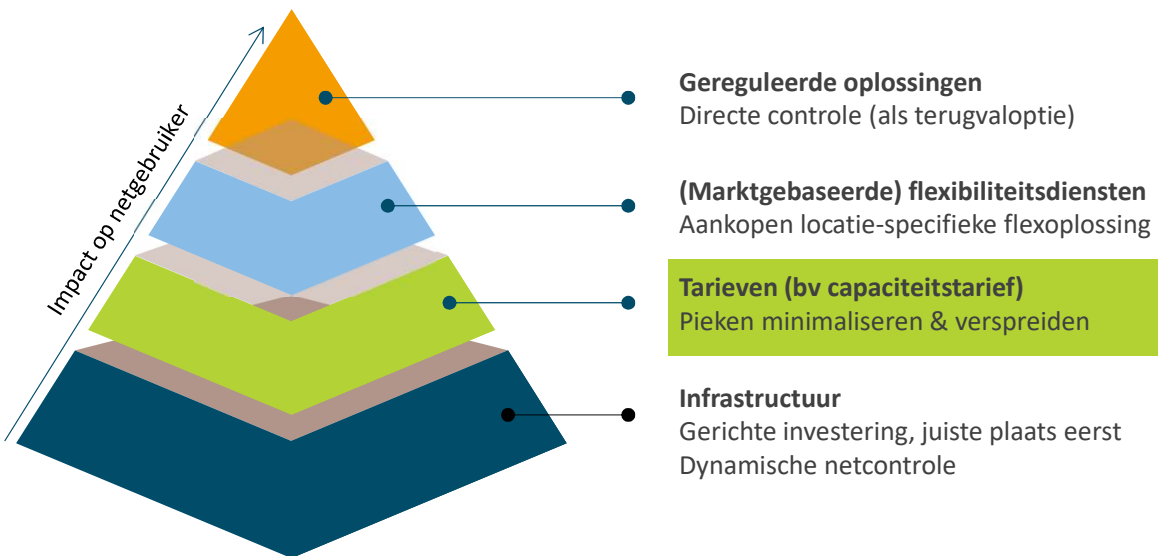 Impact op netgebruiker
Gereguleerde oplossingen
Directe controle (als terugvaloptie)
(Marktgebaseerde) flexibiliteitsdiensten
Aankopen locatie-specifieke flexoplossing
Tarieven (bv capaciteitstarief)
Pieken minimaliseren & verspreiden
Infrastructuur
Gerichte investering, juiste plaats eerst
Dynamische netcontrole